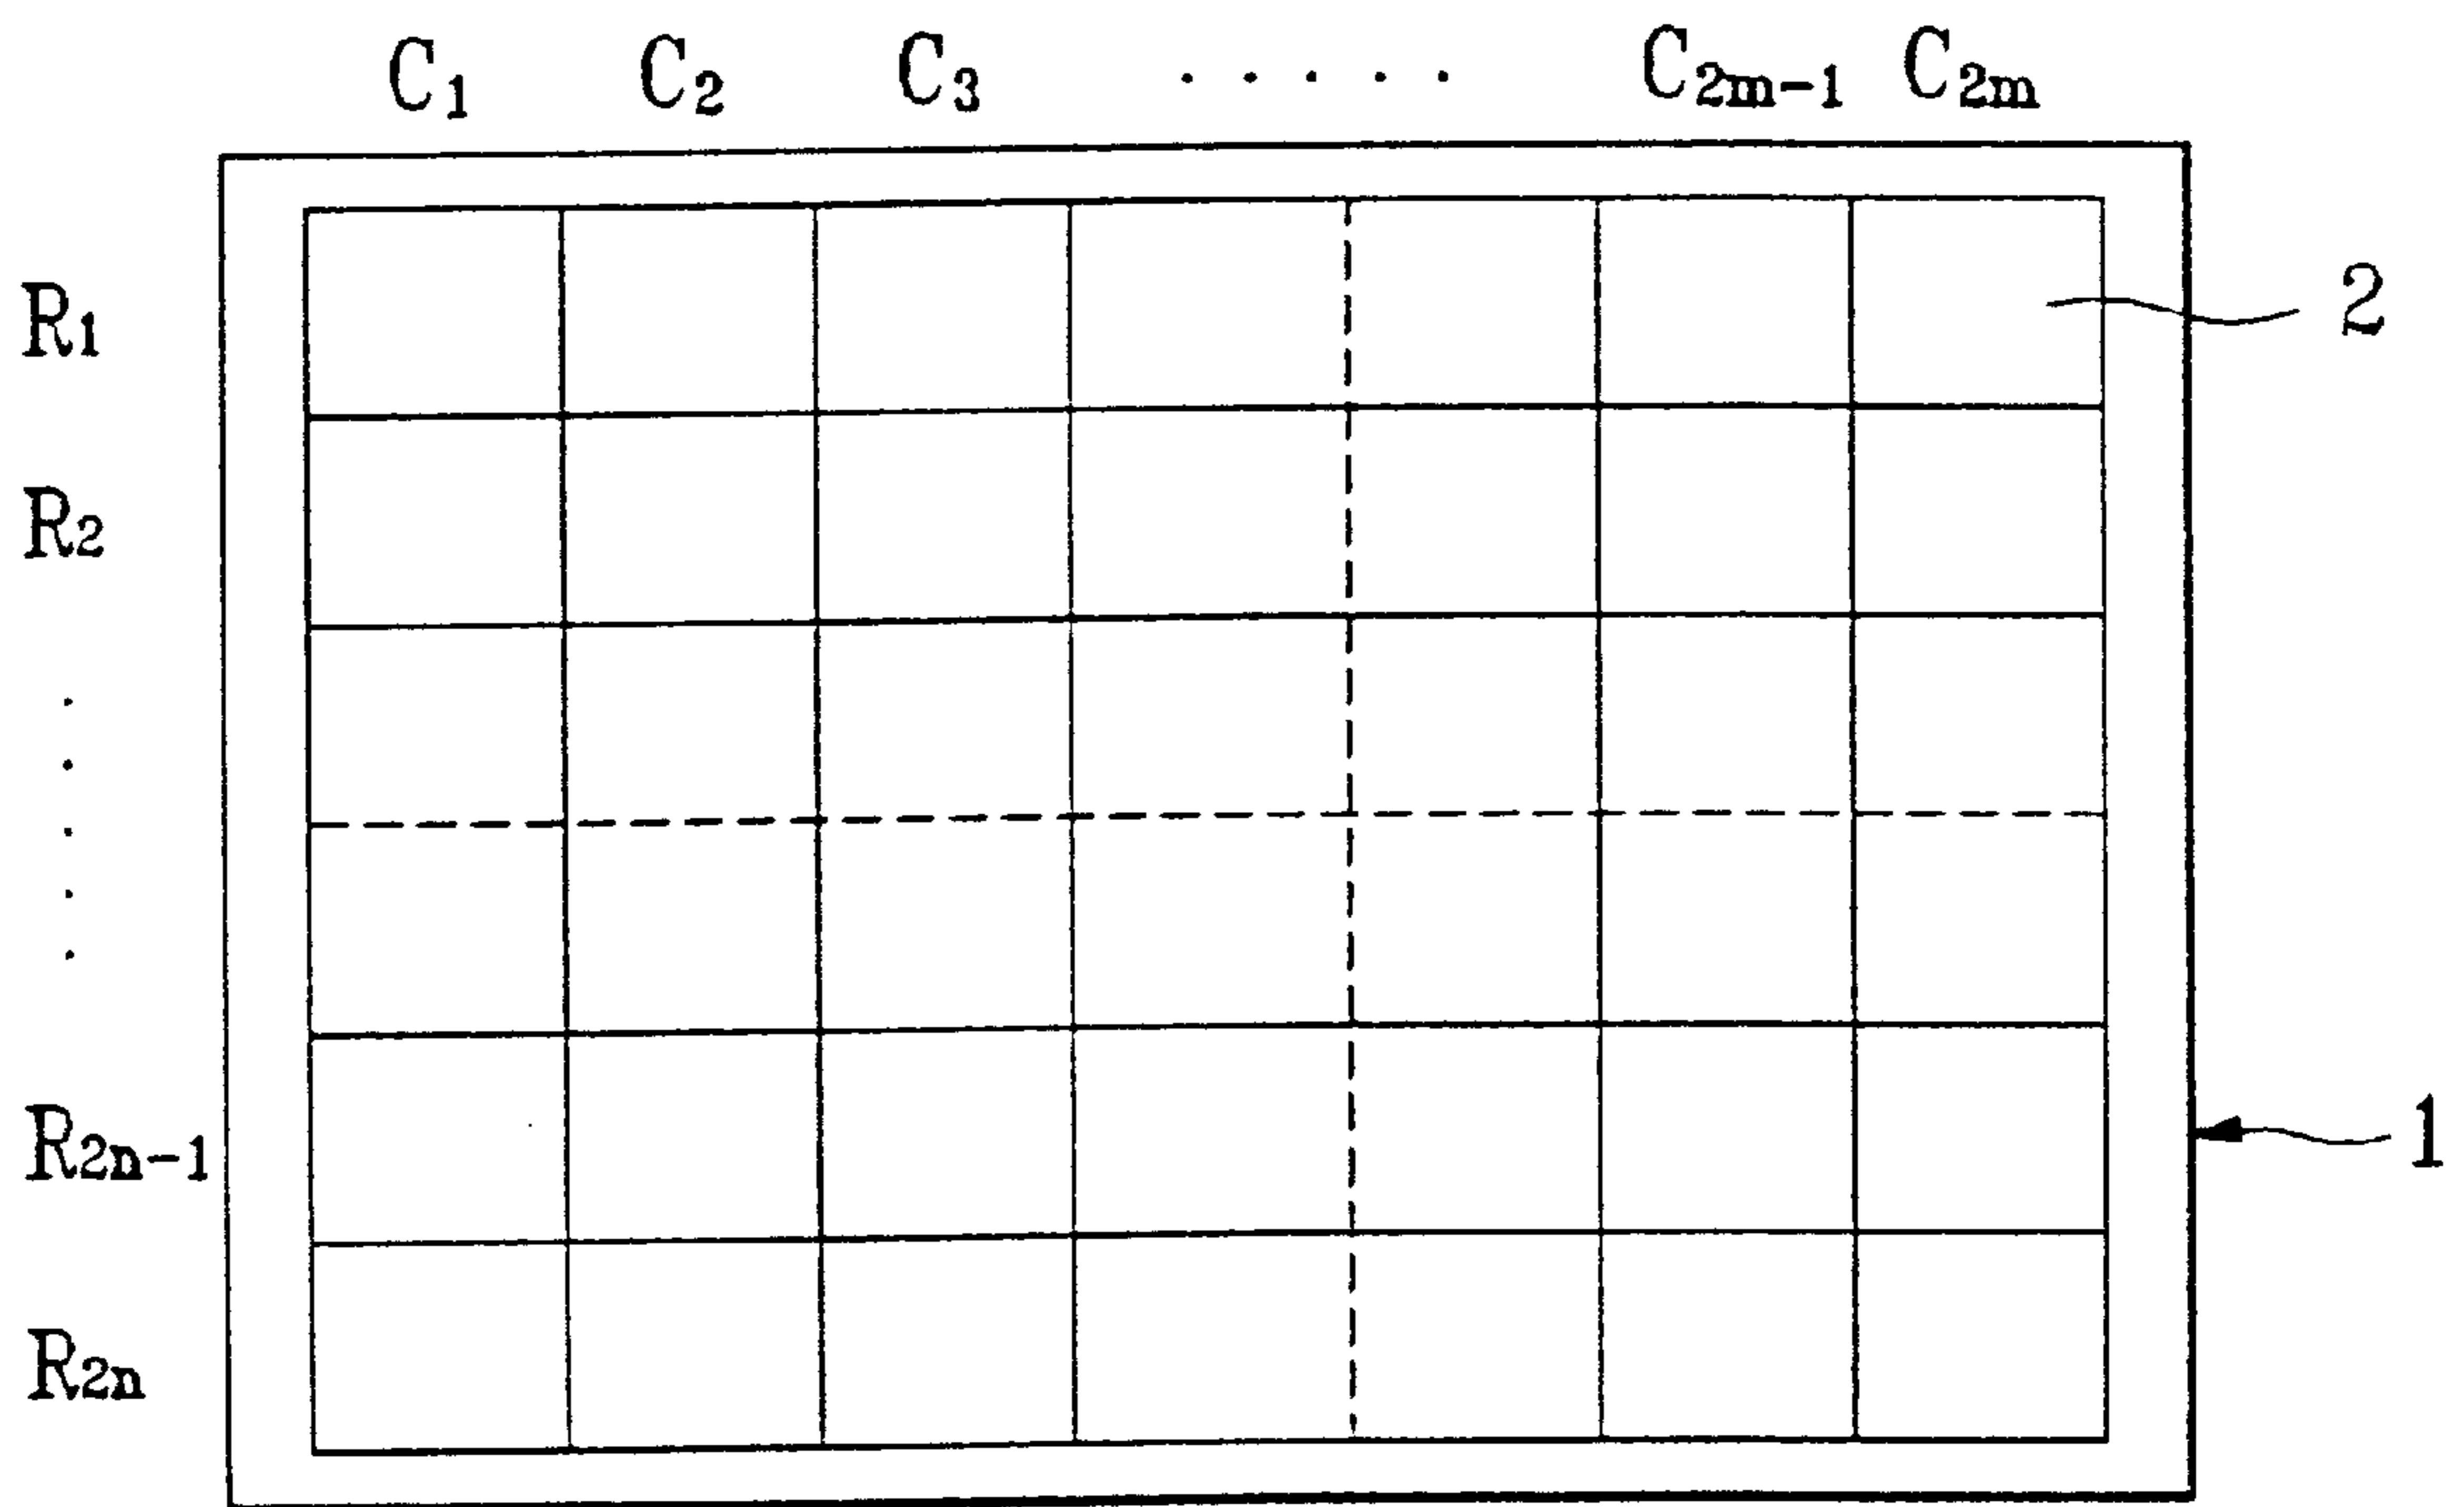 C₁ C₂ C₃ ..... C₂ₘ₋₁ C₂ₘ
R₁ 2
R₂
.....
R₂ₙ₋₁ 1
R₂ₙ